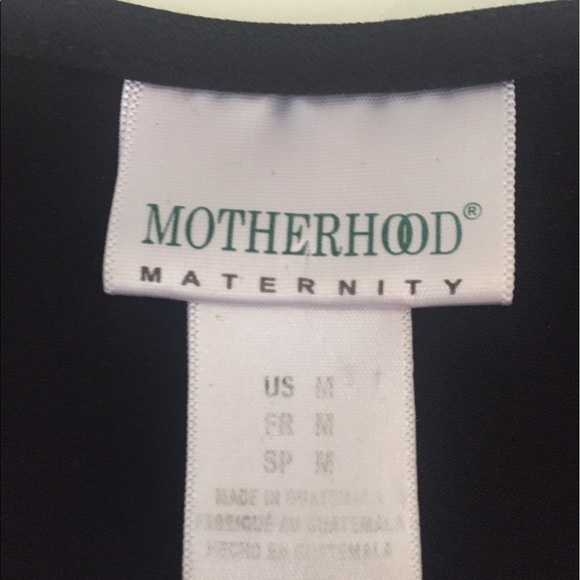 MOTHERHOOD®
MATERNITY
US M
FR M
SP M
MADE IN GUATEMALA
FABRIQUÉ AU GUATEMALA
HECHO EN GUATEMALA